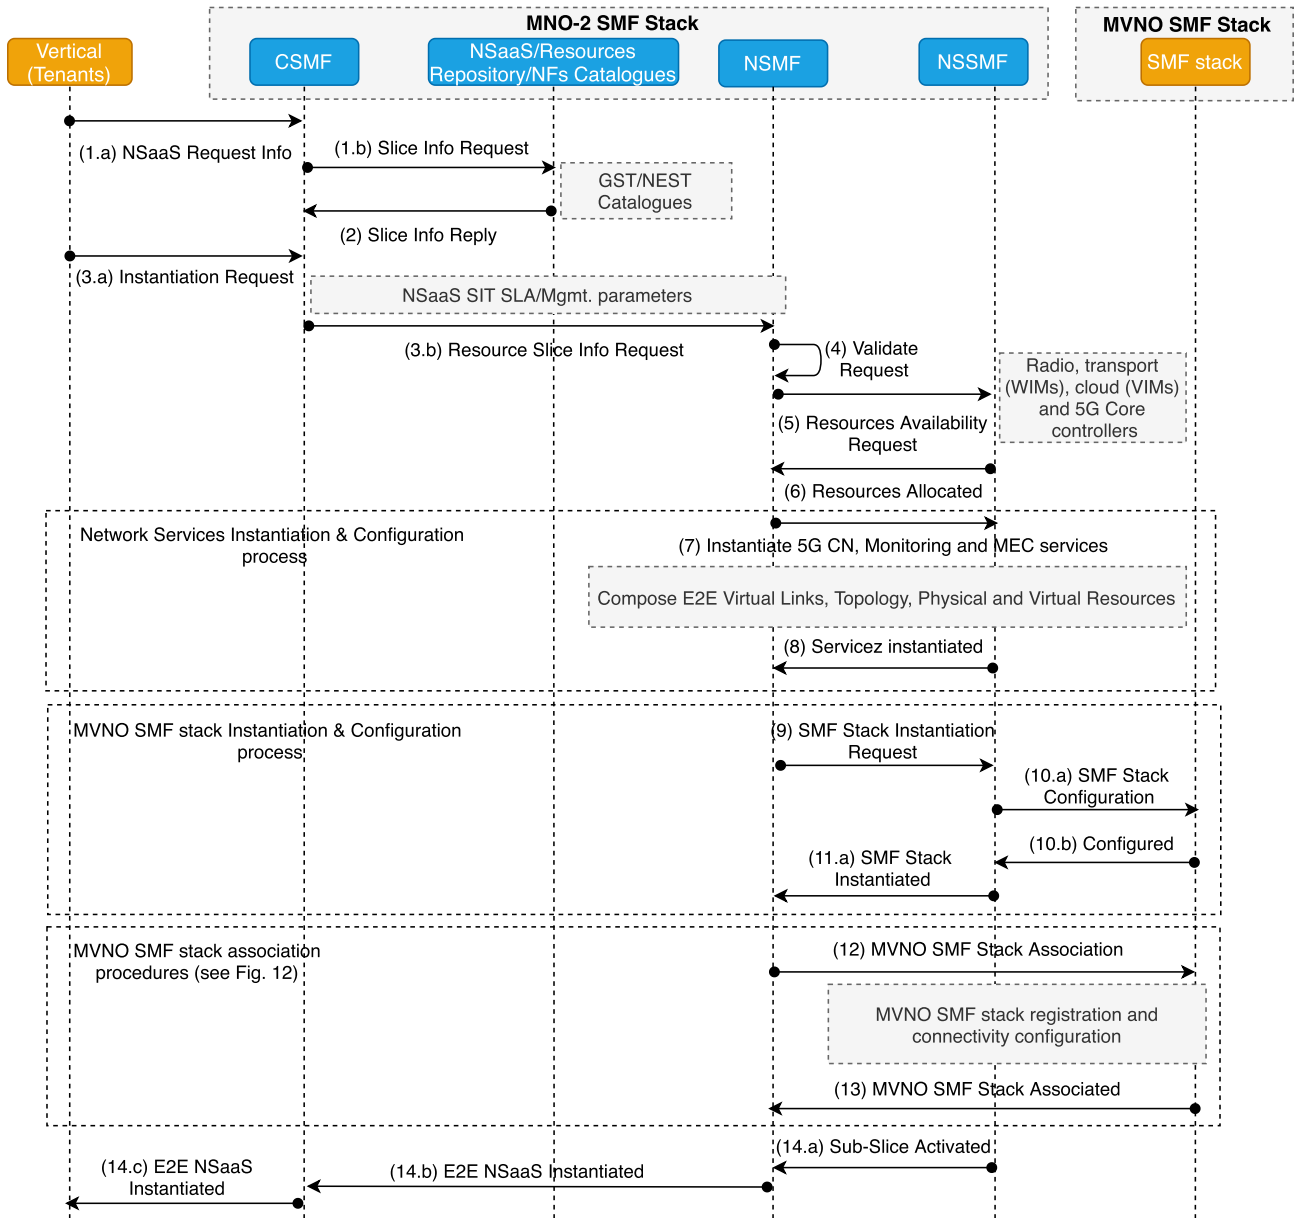 MNO-2 SMF Stack
MVNO SMF Stack
Vertical
(Tenants)
CSMF
NSaaS/Resources
Repository/NFs Catalogues
NSMF
NSSMF
SMF stack
(1.a) NSaaS Request Info
(1.b) Slice Info Request
GST/NEST
Catalogues
(2) Slice Info Reply
(3.a) Instantiation Request
NSaaS SIT SLA/Mgmt. parameters
(3.b) Resource Slice Info Request
(4) Validate
Request
Radio, transport
(WIMs), cloud (VIMs)
and 5G Core
controllers
(5) Resources Availability
Request
(6) Resources Allocated
Network Services Instantiation & Configuration
process
(7) Instantiate 5G CN, Monitoring and MEC services
Compose E2E Virtual Links, Topology, Physical and Virtual Resources
(8) Servicez instantiated
MVNO SMF stack Instantiation & Configuration
process
(9) SMF Stack Instantiation
Request
(10.a) SMF Stack
Configuration
(10.b) Configured
(11.a) SMF Stack
Instantiated
MVNO SMF stack association
procedures (see Fig. 12)
(12) MVNO SMF Stack Association
MVNO SMF stack registration and
connectivity configuration
(13) MVNO SMF Stack Associated
(14.a) Sub-Slice Activated
(14.b) E2E NSaaS Instantiated
(14.c) E2E NSaaS
Instantiated